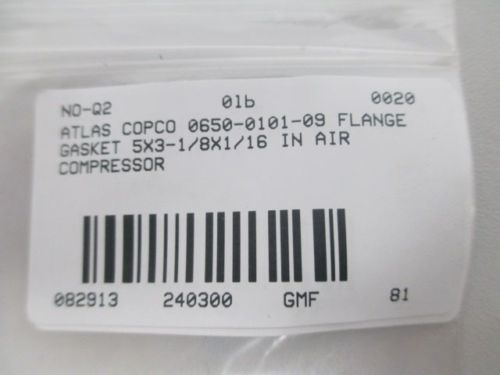 NO-Q2 01b 0020
ATLAS COPCO 0650-0101-09 FLANGE
GASKET 5X3-1/8X1/16 IN AIR
COMPRESSOR
082913 240300 GMF 81